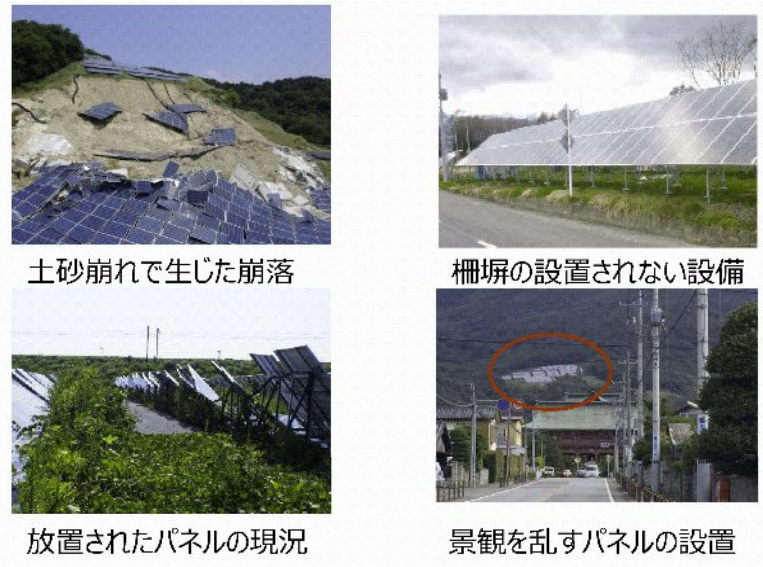 土砂崩れで生じた崩落
柵塀の設置されない設備
放置されたパネルの現況
景観を乱すパネルの設置